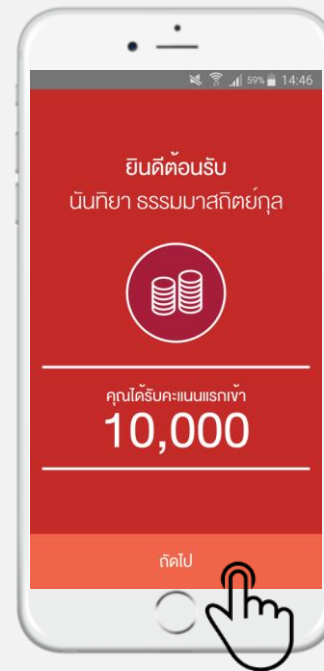 59% 14:46
ยินดีต้อนรับ
นันทิยา ธรรมมาสถิตย์กุล
คุณได้รับคะแนนแรกเข้า
10,000
ถัดไป